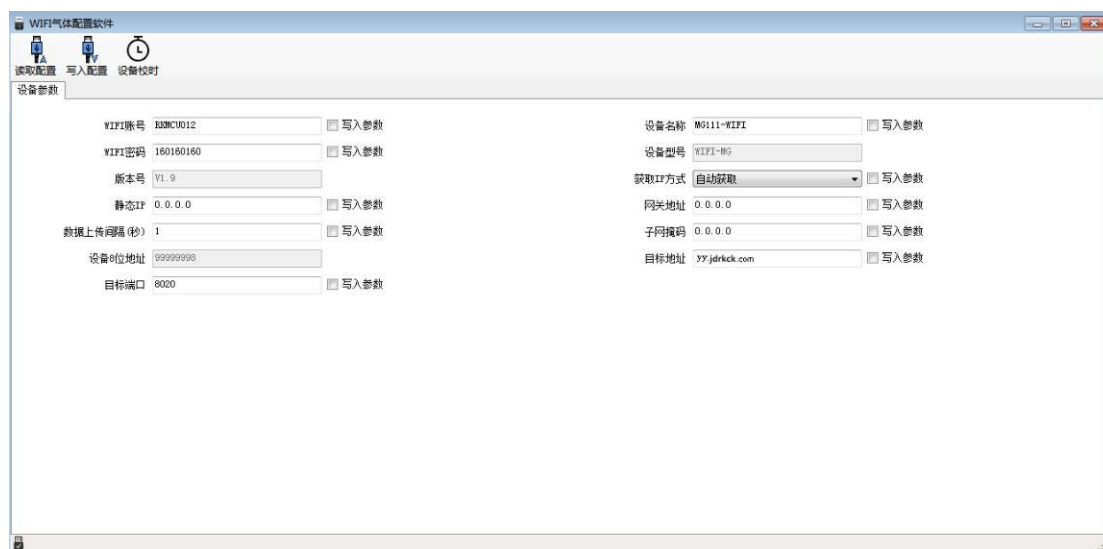 WIFI气体配置软件
读取配置 写入配置 设备校时
设备参数
WIFI账号 RKMCU012 写入参数 设备名称 MG111-WIFI 写入参数
WIFI密码 160160160 写入参数 设备型号 WIFI-MG
版本号 V1.9 获取IP方式 自动获取 写入参数
静态IP 0.0.0.0 写入参数 网关地址 0.0.0.0 写入参数
数据上传间隔(秒) 1 写入参数 子网掩码 0.0.0.0 写入参数
设备8位地址 99999998 目标地址 yy.jdrkck.com 写入参数
目标端口 8020 写入参数